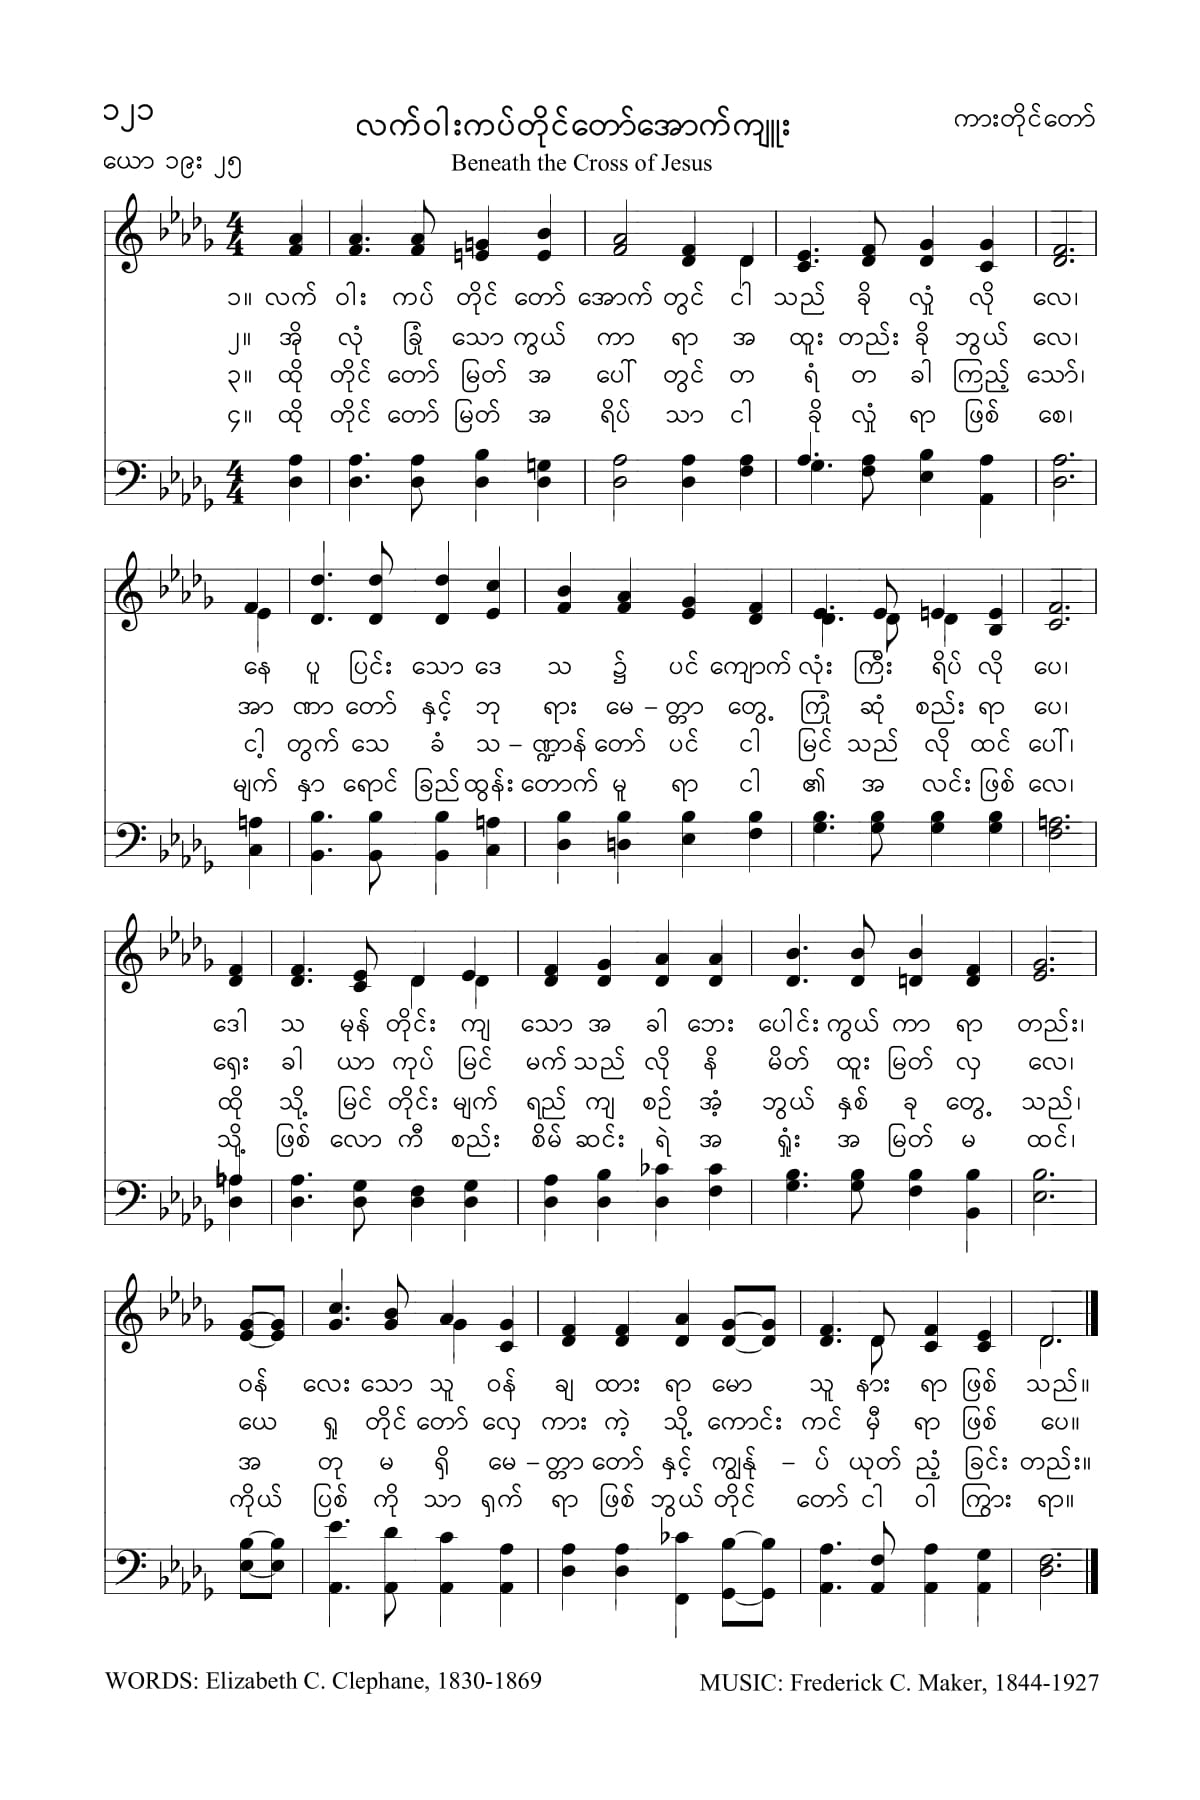 ၁၂၁
လက်ဝါးကပ်တိုင်တော်အောက်ကျူး
ကားတိုင်တော်
ယော ၁၉း ၂၅
Beneath the Cross of Jesus
၁။ လက် ဝါး ကပ် တိုင် တော် အောက် တွင် ငါ သည် ခို လှုံ လို လေ၊
၂။ အို လုံ ခြုံ သော ကွယ် ကာ ရာ အ ထူး တည်း ခို ဘွယ် လေ၊
၃။ ထို တိုင် တော် မြတ် အ ပေါ် တွင် တ ရံ တ ခါ ကြည့် သော်၊
၄။ ထို တိုင် တော် မြတ် အ ရိပ် သာ ငါ ခို လှုံ ရာ ဖြစ် စေ၊
နေ ပူ ပြင်း သော ဒေ သ ၌ ပင် ကျောက် လုံး ကြီး ရိပ် လို ပေ၊
အာ ဏာ တော် နှင့် ဘု ရား မေ – တ္တာ တွေ့ ကြုံ ဆုံ စည်း ရာ ပေ၊
ငါ့ တွက် သေ ခံ သ – ဏ္ဍာန် တော် ပင် ငါ မြင် သည် လို ထင် ပေါ်၊
မျက် နှာ ရောင် ခြည် ထွန်း တောက် မူ ရာ ငါ ၏ အ လင်း ဖြစ် လေ၊
ဒေါ သ မုန် တိုင်း ကျ သော အ ခါ ဘေး ပေါင်း ကွယ် ကာ ရာ တည်း၊
ရှေး ခါ ယာ ကုပ် မြင် မက် သည် လို နိ မိတ် ထူး မြတ် လှ လေ၊
ထို သို့ မြင် တိုင်း မျက် ရည် ကျ စဉ် အံ့ ဘွယ် နှစ် ခု တွေ့ သည်၊
သို့ ဖြစ် လော ကီ စည်း စိမ် ဆင်း ရဲ အ ရှုံး အ မြတ် မ ထင်၊
ဝန် လေး သော သူ ဝန် ချ ထား ရာ မော သူ နား ရာ ဖြစ် သည်။
ယေ ရှု တိုင် တော် လှေ ကား ကဲ့ သို့ ကောင်း ကင် မှီ ရာ ဖြစ် ပေ။
အ တု မ ရှိ မေ – တ္တာ တော် နှင့် ကျွန်ု – ပ် ယုတ် ညံ့ ခြင်း တည်း။
ကိုယ် ပြစ် ကို သာ ရှက် ရာ ဖြစ် ဘွယ် တိုင် တော် ငါ ဝါ ကြွား ရာ။
WORDS: Elizabeth C. Clephane, 1830-1869
MUSIC: Frederick C. Maker, 1844-1927